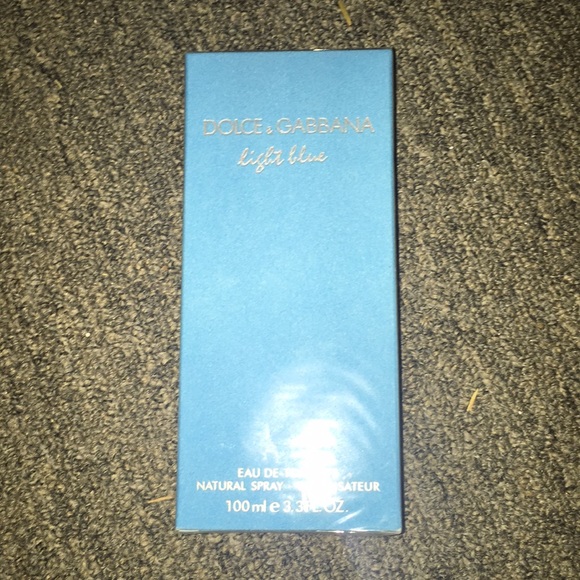 DOLCE & GABBANA
light blue
EAU DE
NATURAL SPRAY
100 ml e 3.3 OZ.